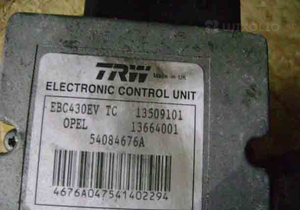 TRW
Made in UK
ELECTRONIC CONTROL UNIT
EBC430EV TC 13509101
OPEL 13664001
54084676A
4676A047541402294